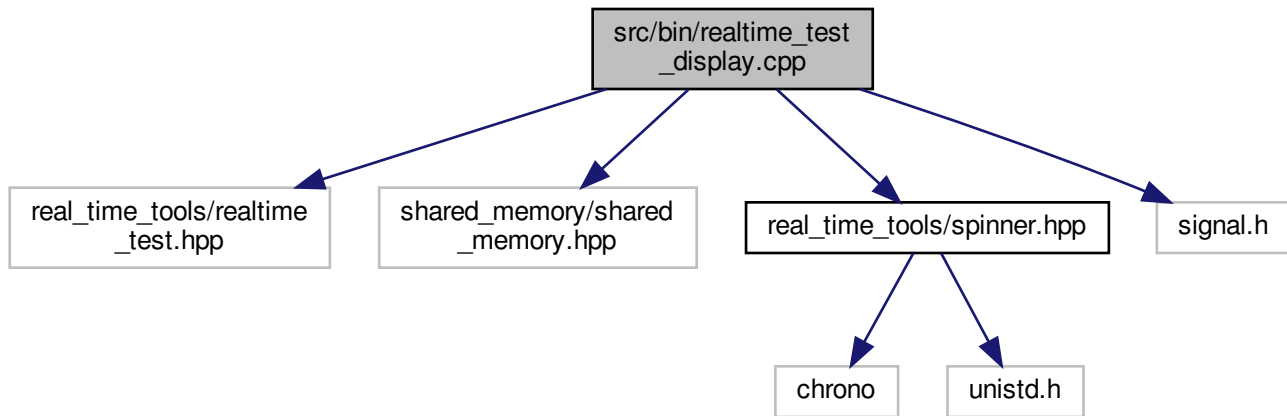 src/bin/realtime_test
_display.cpp
real_time_tools/realtime
_test.hpp
shared_memory/shared
_memory.hpp
real_time_tools/spinner.hpp
signal.h
chrono
unistd.h